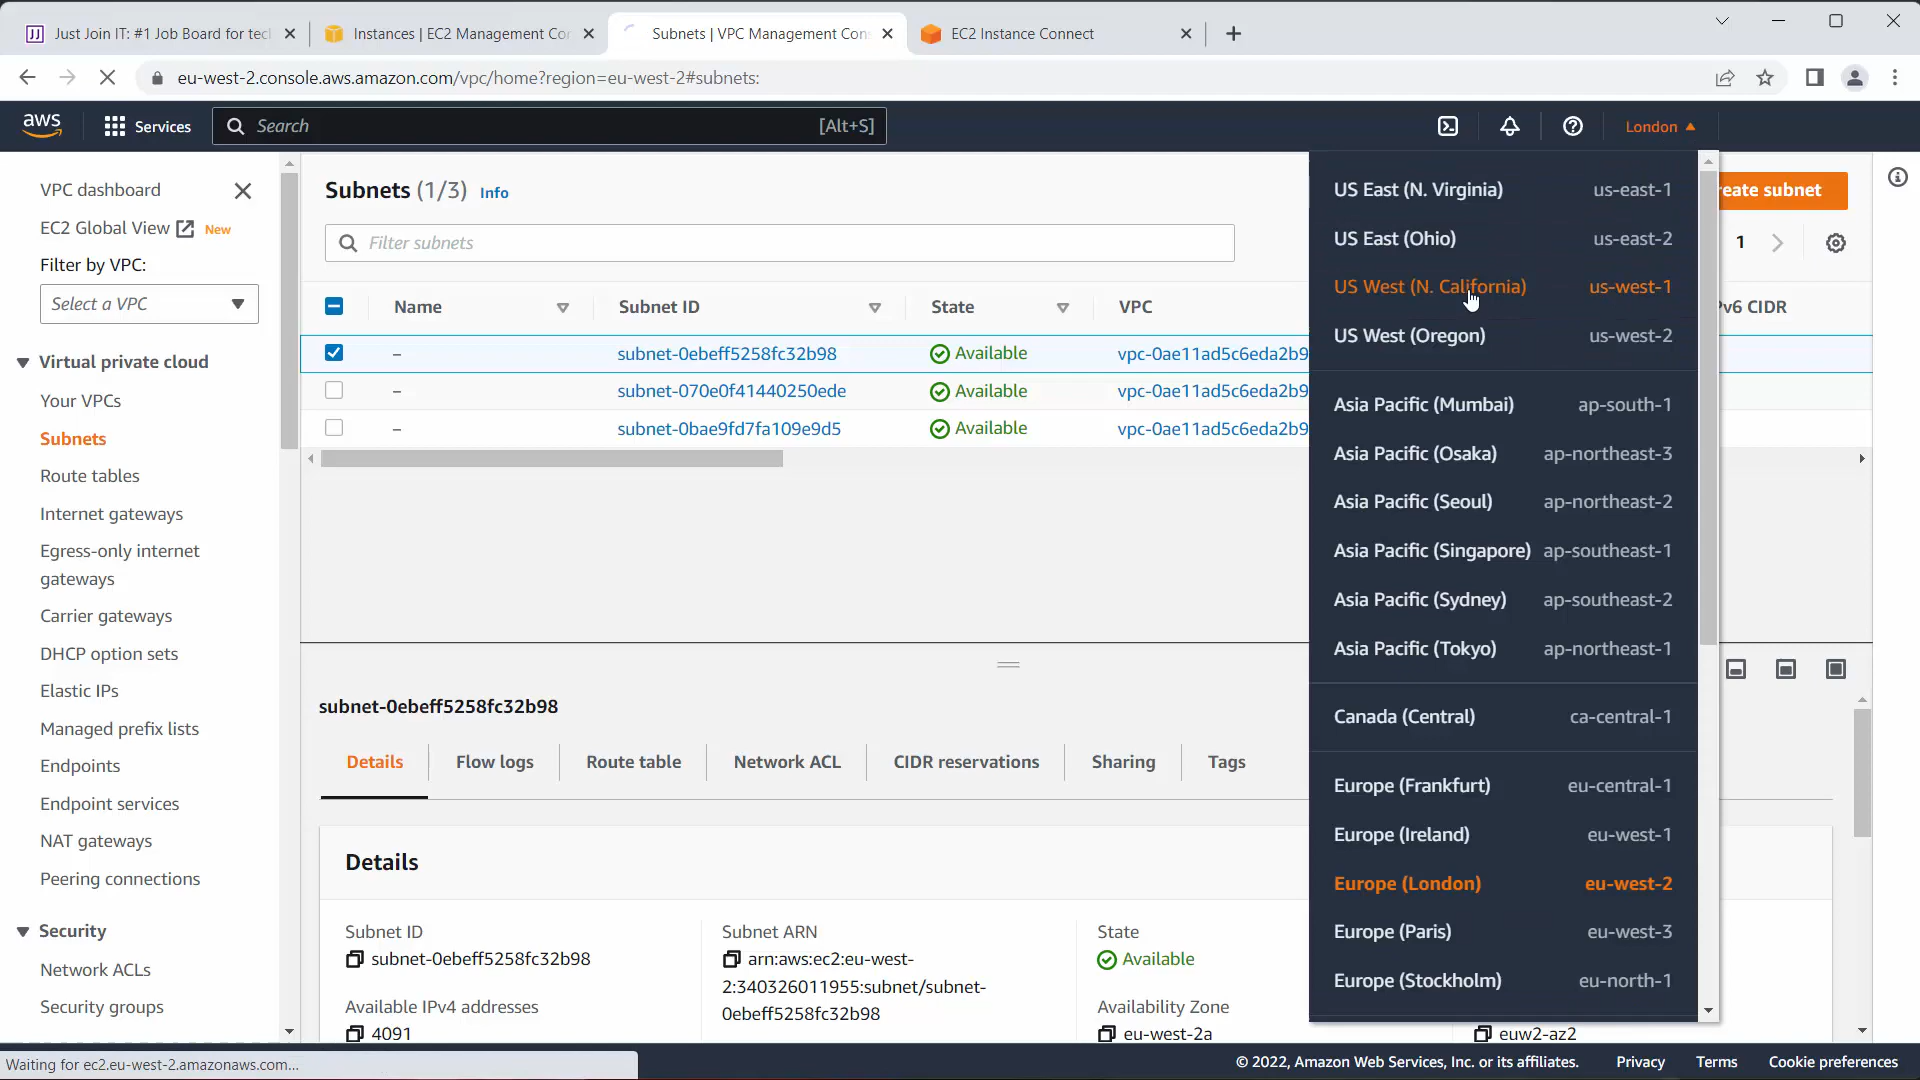 Just Join IT: #1 Job Board for tec
Instances | EC2 Management Con
Subnets | VPC Management Cons
EC2 Instance Connect
eu-west-2.console.aws.amazon.com/vpc/home?region=eu-west-2#subnets:
aws
Services
Search
[Alt+S]
London
VPC dashboard
EC2 Global View
New
Filter by VPC:
Select a VPC
Virtual private cloud
Your VPCs
Subnets
Route tables
Internet gateways
Egress-only internet
gateways
Carrier gateways
DHCP option sets
Elastic IPs
Managed prefix lists
Endpoints
Endpoint services
NAT gateways
Peering connections
Security
Network ACLs
Security groups
Subnets (1/3) Info
Filter subnets
reate subnet
1
Name
Subnet ID
State
VPC
Pv6 CIDR
– subnet-0ebeff5258fc32b98 Available vpc-0ae11ad5c6eda2b9
– subnet-070e0f41440250ede Available vpc-0ae11ad5c6eda2b9
– subnet-0bae9fd7fa109e9d5 Available vpc-0ae11ad5c6eda2b9
US East (N. Virginia) us-east-1
US East (Ohio) us-east-2
US West (N. California) us-west-1
US West (Oregon) us-west-2
Asia Pacific (Mumbai) ap-south-1
Asia Pacific (Osaka) ap-northeast-3
Asia Pacific (Seoul) ap-northeast-2
Asia Pacific (Singapore) ap-southeast-1
Asia Pacific (Sydney) ap-southeast-2
Asia Pacific (Tokyo) ap-northeast-1
Canada (Central) ca-central-1
Europe (Frankfurt) eu-central-1
Europe (Ireland) eu-west-1
Europe (London) eu-west-2
Europe (Paris) eu-west-3
Europe (Stockholm) eu-north-1
subnet-0ebeff5258fc32b98
Details
Flow logs
Route table
Network ACL
CIDR reservations
Sharing
Tags
Details
Subnet ID
subnet-0ebeff5258fc32b98
Available IPv4 addresses
4091
Subnet ARN
arn:aws:ec2:eu-west-
2:340326011955:subnet/subnet-
0ebeff5258fc32b98
State
Available
Availability Zone
eu-west-2a
euw2-az2
Waiting for ec2.eu-west-2.amazonaws.com...
© 2022, Amazon Web Services, Inc. or its affiliates.
Privacy
Terms
Cookie preferences